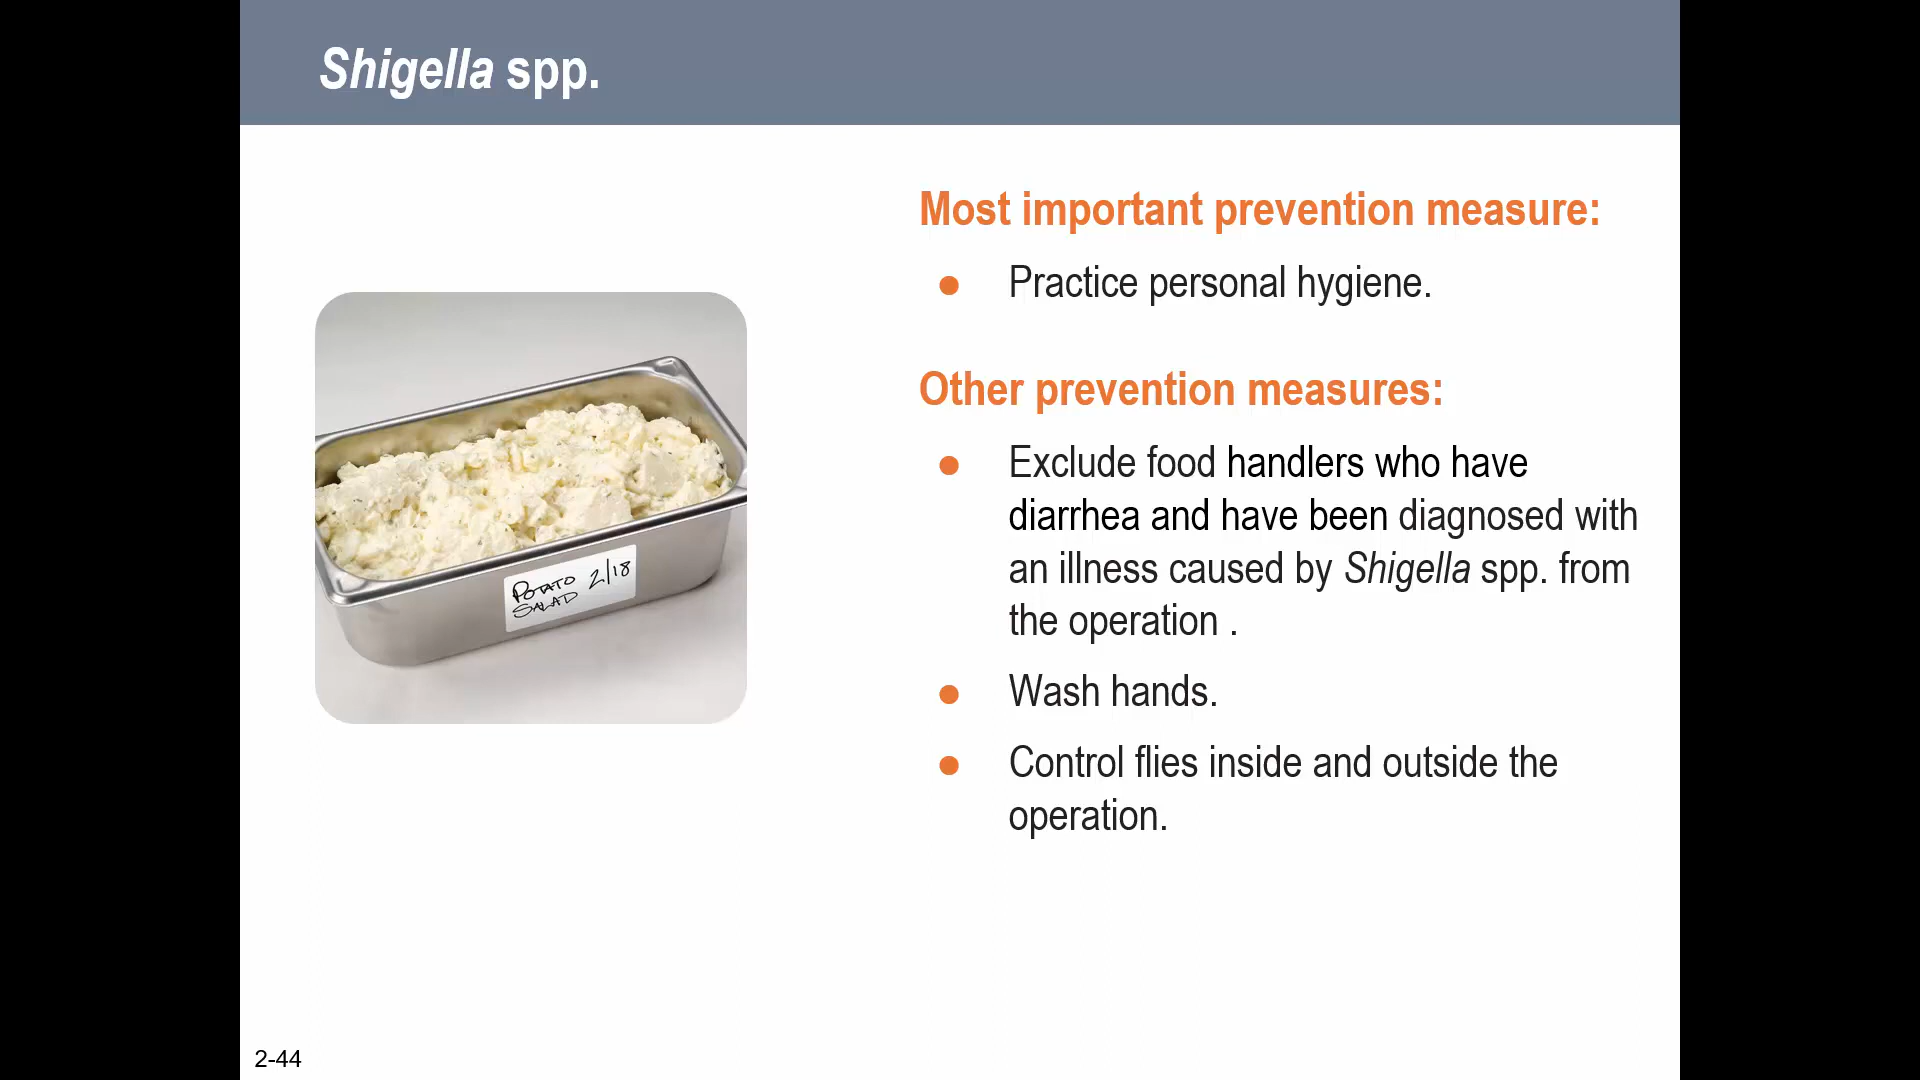 Shigella spp.
Most important prevention measure:
● Practice personal hygiene.
Other prevention measures:
● Exclude food handlers who have
diarrhea and have been diagnosed with
an illness caused by Shigella spp. from
the operation .
● Wash hands.
● Control flies inside and outside the
operation.
POTATO 2/18
SALAD
2-44